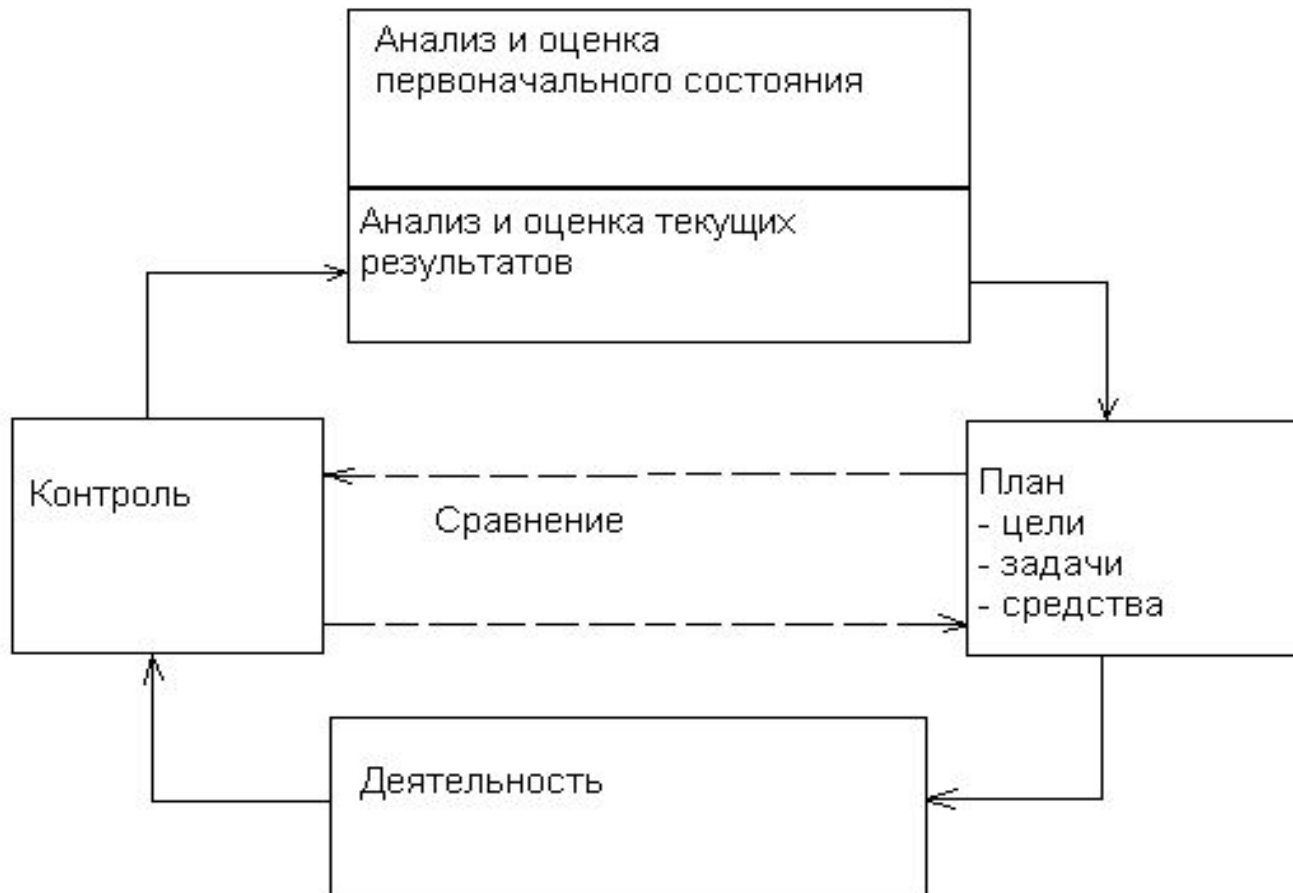 Анализ и оценка
первоначального состояния
Анализ и оценка текущих
результатов
Контроль
Сравнение
План
- цели
- задачи
- средства
Деятельность